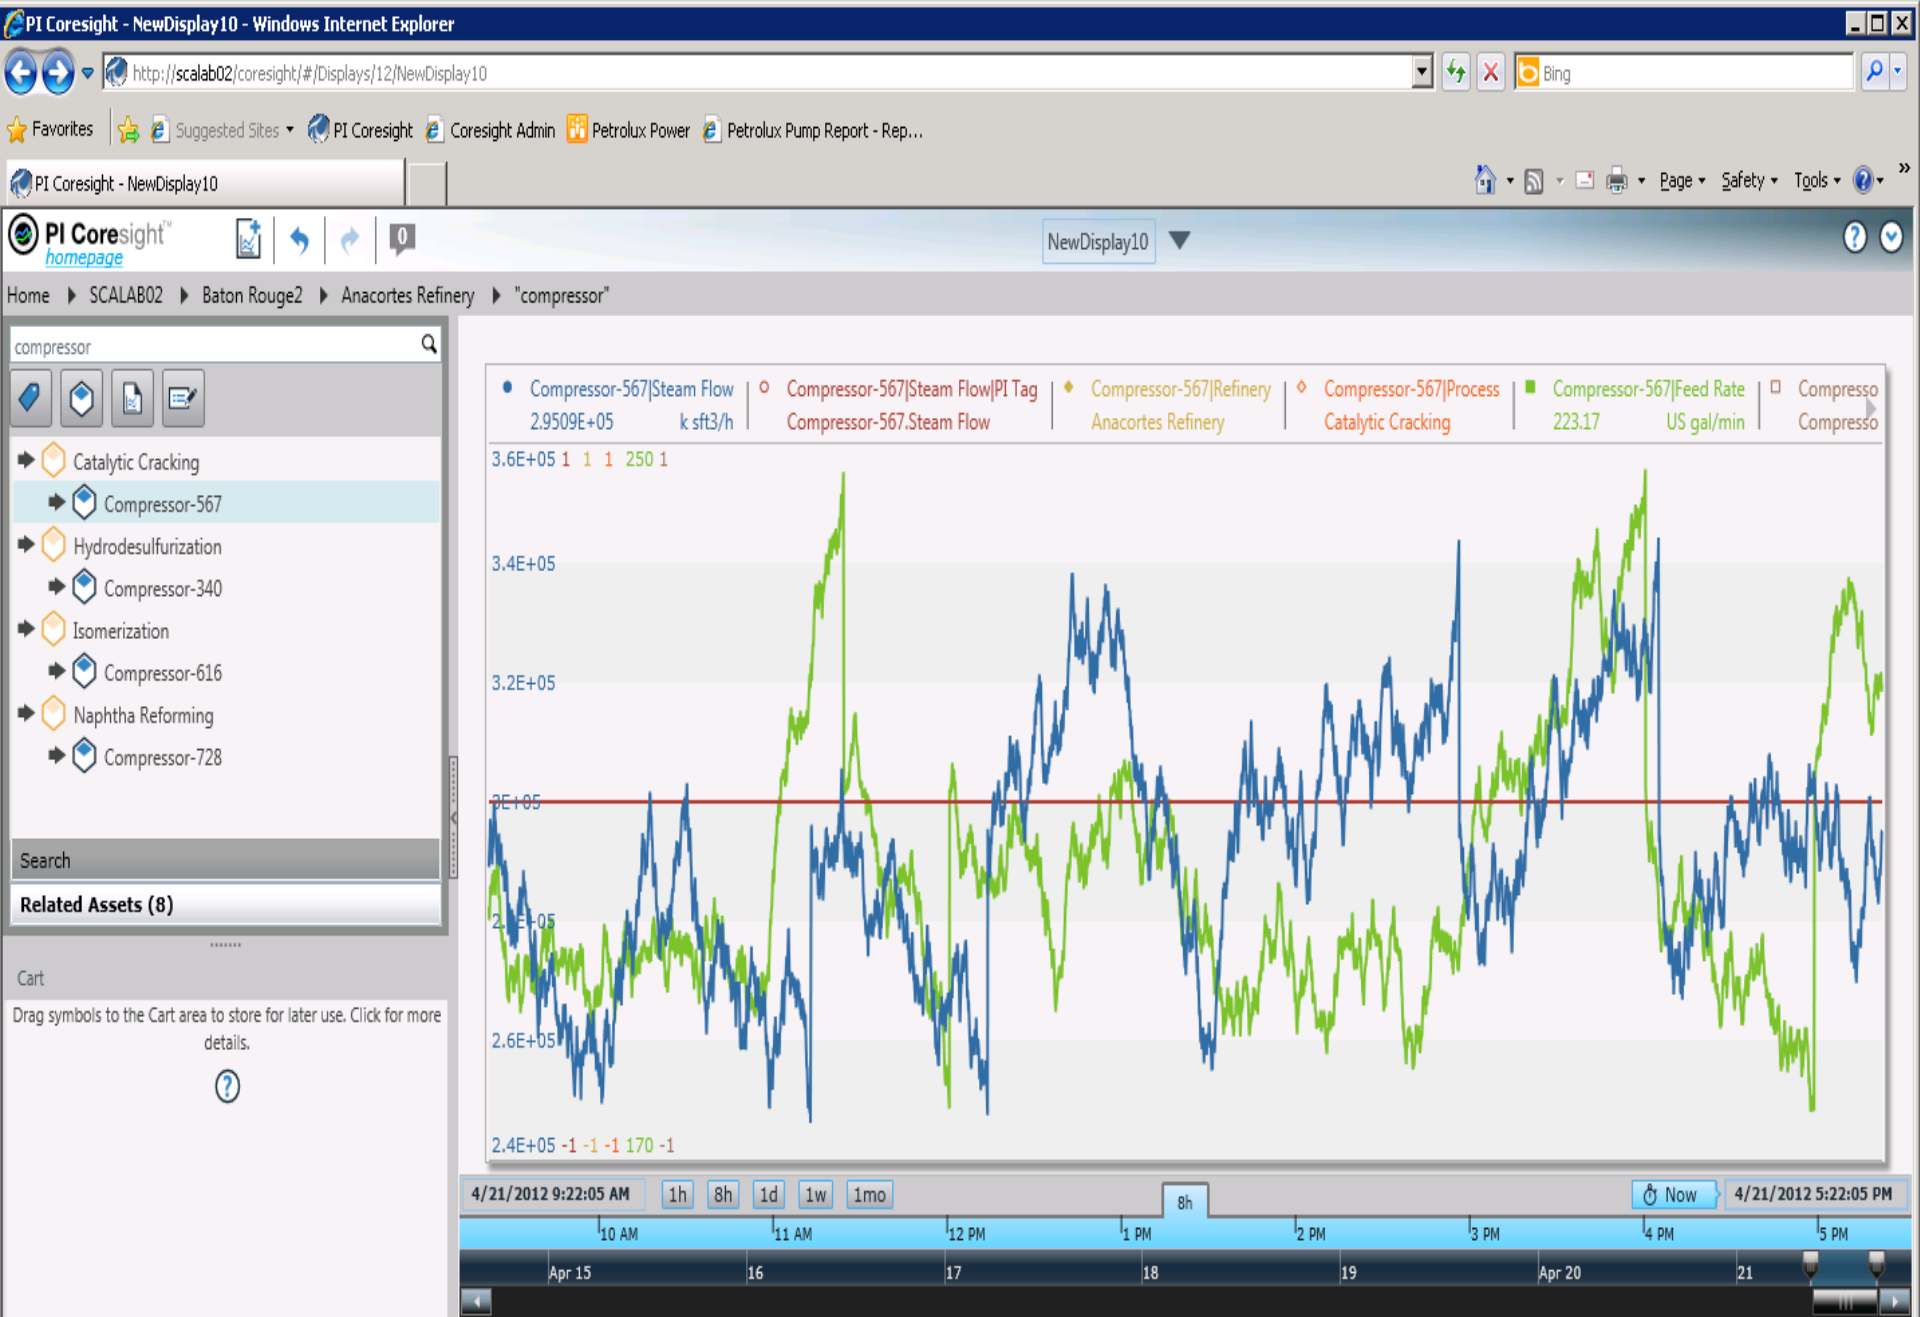 PI Coresight - NewDisplay10 - Windows Internet Explorer
http://scalab02/coresight/#/Displays/12/NewDisplay10
Bing
Favorites Suggested Sites PI Coresight Coresight Admin Petrolux Power Petrolux Pump Report - Rep...
PI Coresight - NewDisplay10
Page Safety Tools
PI Coresight™
homepage
0
NewDisplay10
Home SCALAB02 Baton Rouge2 Anacortes Refinery "compressor"
compressor
Catalytic Cracking
Compressor-567
Hydrodesulfurization
Compressor-340
Isomerization
Compressor-616
Naphtha Reforming
Compressor-728
Search
Related Assets (8)
Cart
Drag symbols to the Cart area to store for later use. Click for more
details.
Compressor-567|Steam Flow Compressor-567|Steam Flow|PI Tag Compressor-567|Refinery Compressor-567|Process Compressor-567|Feed Rate Compresso
2.9509E+05 k sft3/h Compressor-567.Steam Flow Anacortes Refinery Catalytic Cracking 223.17 US gal/min Compresso
3.6E+05 1 1 1 250 1
3.4E+05
3.2E+05
3E+05
2.8E+05
2.6E+05
2.4E+05 -1 -1 -1 170 -1
4/21/2012 9:22:05 AM 1h 8h 1d 1w 1mo 8h Now 4/21/2012 5:22:05 PM
10 AM 11 AM 12 PM 1 PM 2 PM 3 PM 4 PM 5 PM
Apr 15 16 17 18 19 Apr 20 21